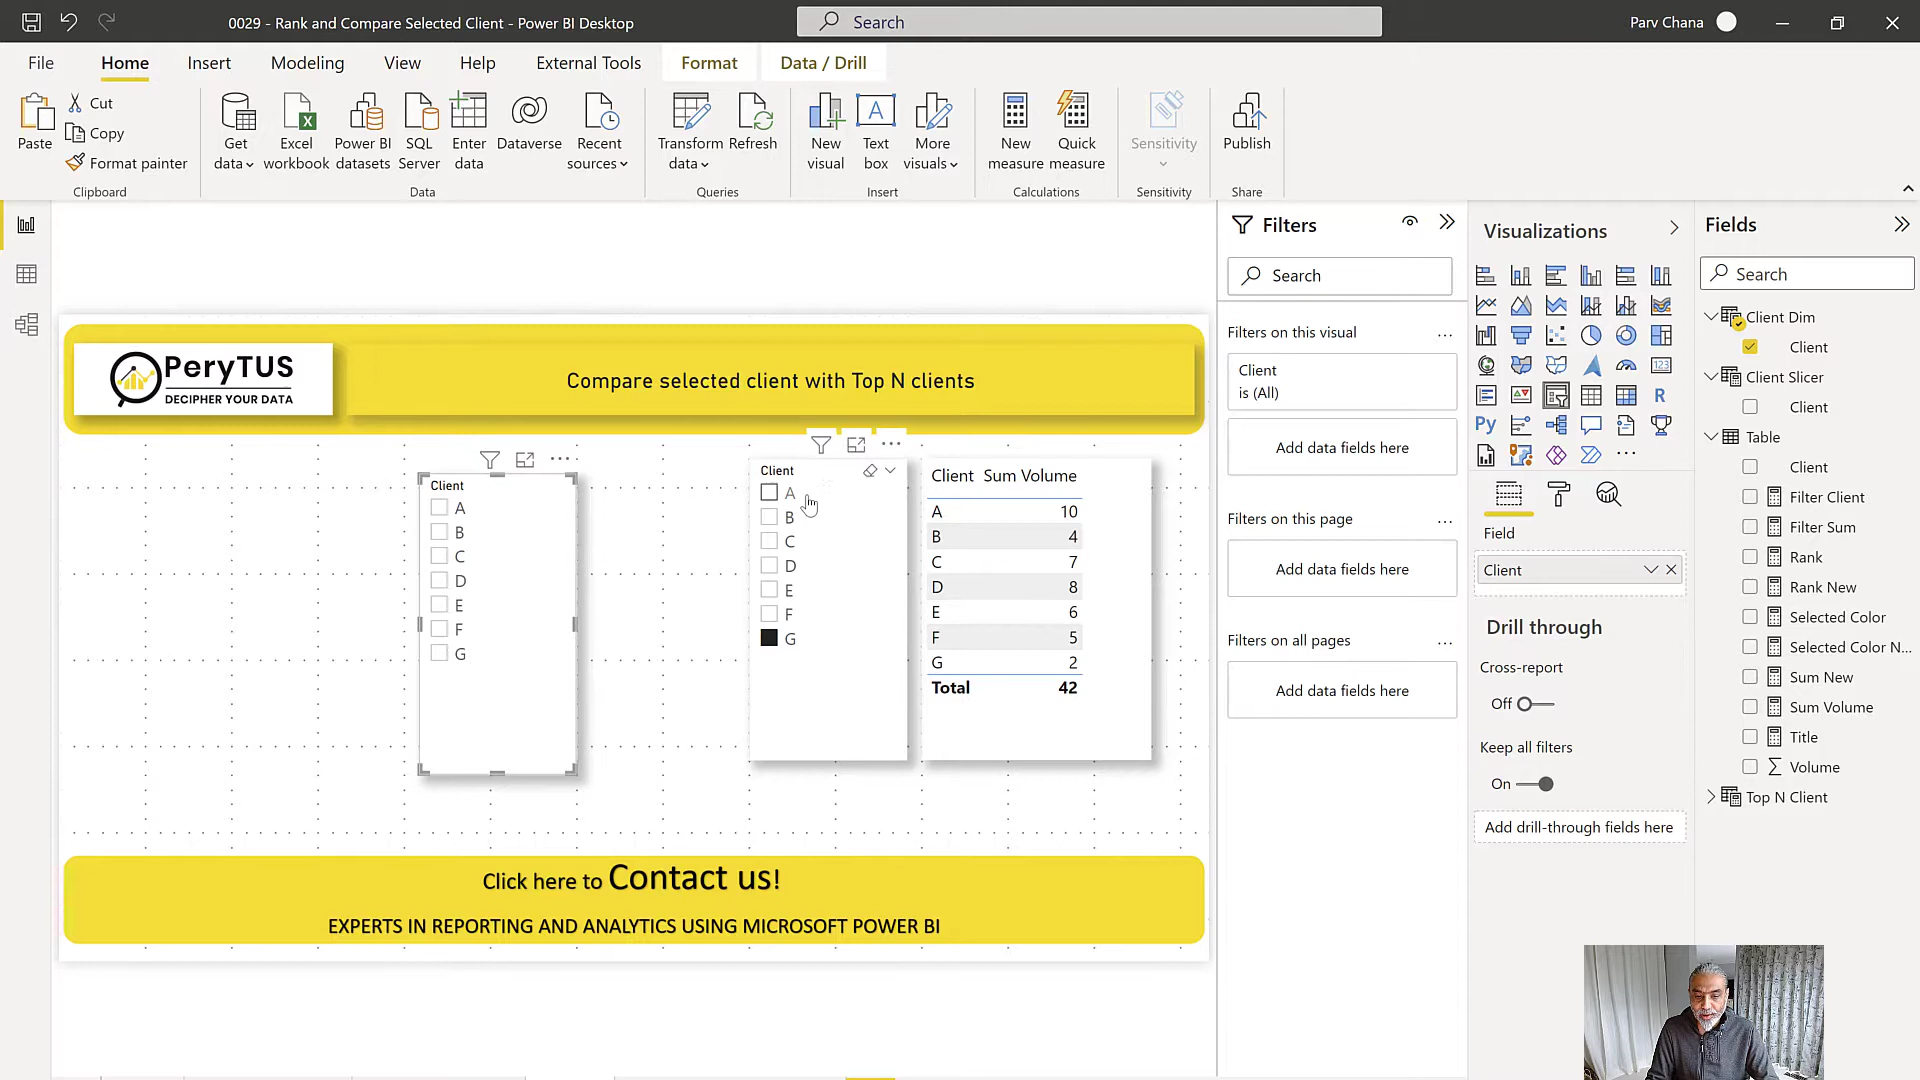 0029 - Rank and Compare Selected Client - Power BI Desktop
Search
Parv Chana
File
Home
Insert
Modeling
View
Help
External Tools
Format
Data / Drill
Paste
Cut
Copy
Format painter
Clipboard
Get data
Excel workbook
Power BI datasets
SQL Server
Enter data
Dataverse
Recent sources
Data
Transform data
Refresh
Queries
New visual
Text box
More visuals
Insert
New measure
Quick measure
Calculations
Sensitivity
Sensitivity
Publish
Share
PeryTUS
DECIPHER YOUR DATA
Compare selected client with Top N clients
Client
A
B
C
D
E
F
G
Client
A
B
C
D
E
F
G
Client Sum Volume
A 10
B 4
C 7
D 8
E 6
F 5
G 2
Total 42
Click here to Contact us!
EXPERTS IN REPORTING AND ANALYTICS USING MICROSOFT POWER BI
Filters
Search
Filters on this visual
Client
is (All)
Add data fields here
Filters on this page
Add data fields here
Filters on all pages
Add data fields here
Visualizations
R
Py
123
Field
Client
Drill through
Cross-report
Off
Keep all filters
On
Add drill-through fields here
Fields
Search
Client Dim
Client
Client Slicer
Client
Table
Client
Filter Client
Filter Sum
Rank
Rank New
Selected Color
Selected Color N...
Sum New
Sum Volume
Title
Volume
Top N Client